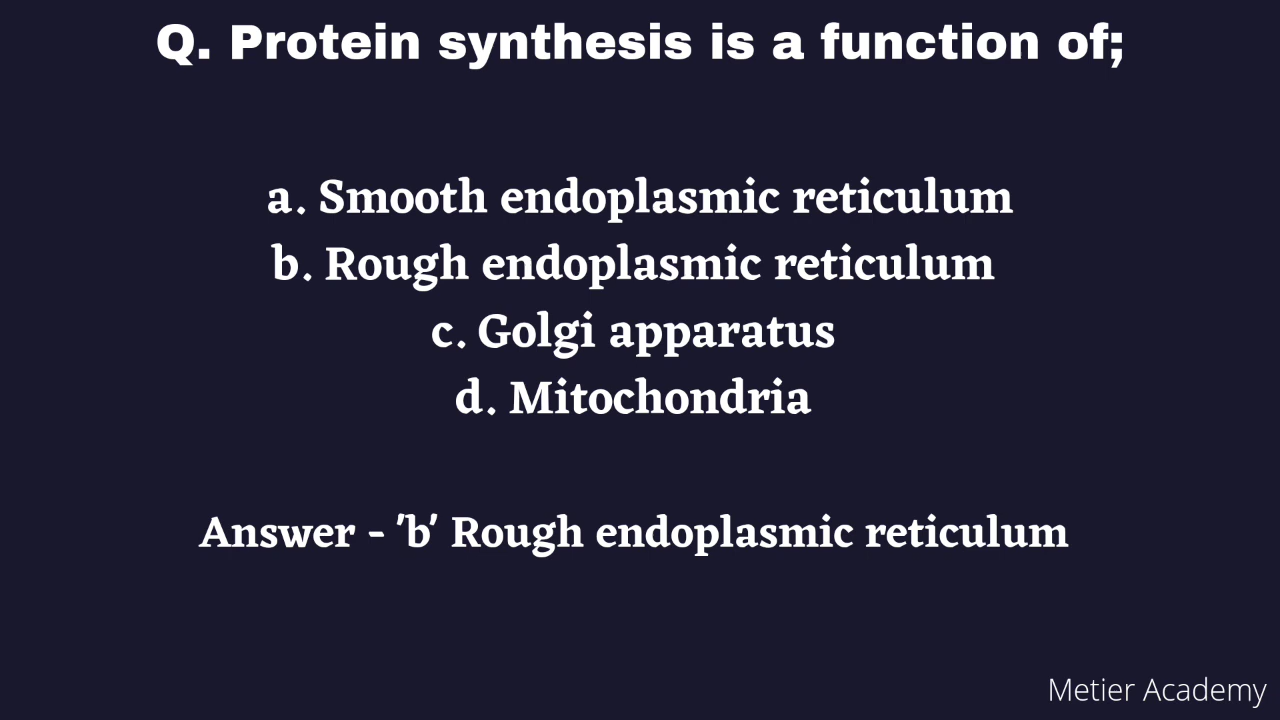 Q. Protein synthesis is a function of;
a. Smooth endoplasmic reticulum
b. Rough endoplasmic reticulum
c. Golgi apparatus
d. Mitochondria
Answer - 'b' Rough endoplasmic reticulum
Metier Academy